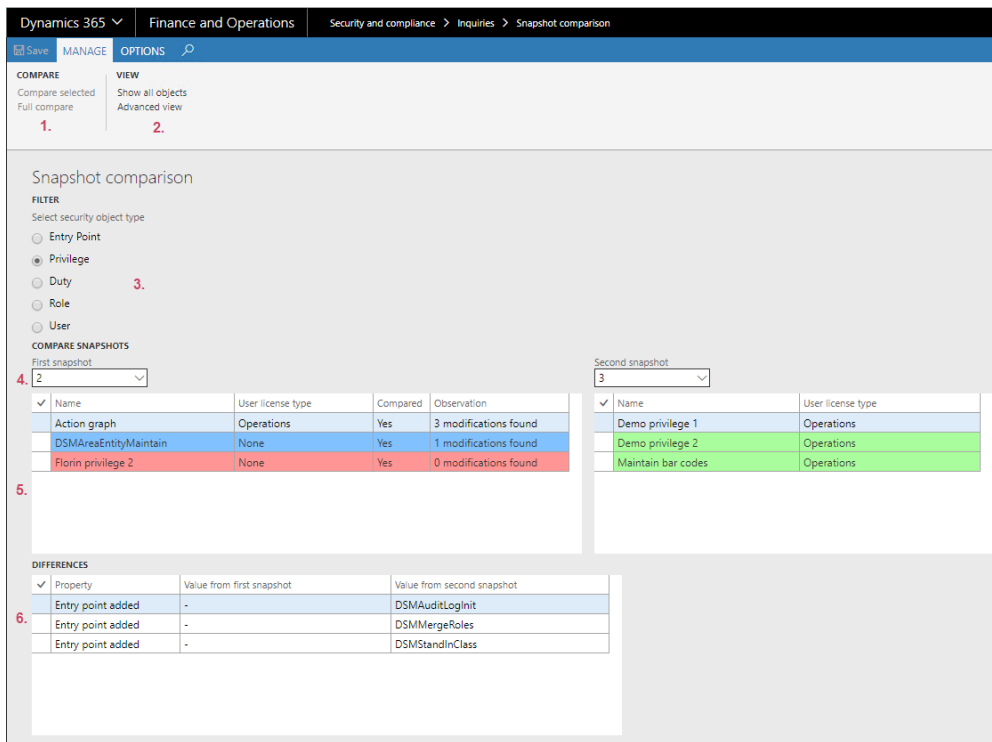 Dynamics 365 Finance and Operations Security and compliance > Inquiries > Snapshot comparison
Save MANAGE OPTIONS
COMPARE VIEW
Compare selected Show all objects
Full compare Advanced view
1. 2.
Snapshot comparison
FILTER
Select security object type
Entry Point
Privilege
Duty
3.
Role
User
COMPARE SNAPSHOTS
First snapshot Second snapshot
4. 2 3
Name User license type Compared Observation Name User license type
Action graph Operations Yes 3 modifications found Demo privilege 1 Operations
DSMAreaEntityMaintain None Yes 1 modifications found Demo privilege 2 Operations
Florin privilege 2 None Yes 0 modifications found Maintain bar codes Operations
5.
DIFFERENCES
Property Value from first snapshot Value from second snapshot
Entry point added - DSMAuditLogInit
6. Entry point added - DSMMergeRoles
Entry point added - DSMStandInClass